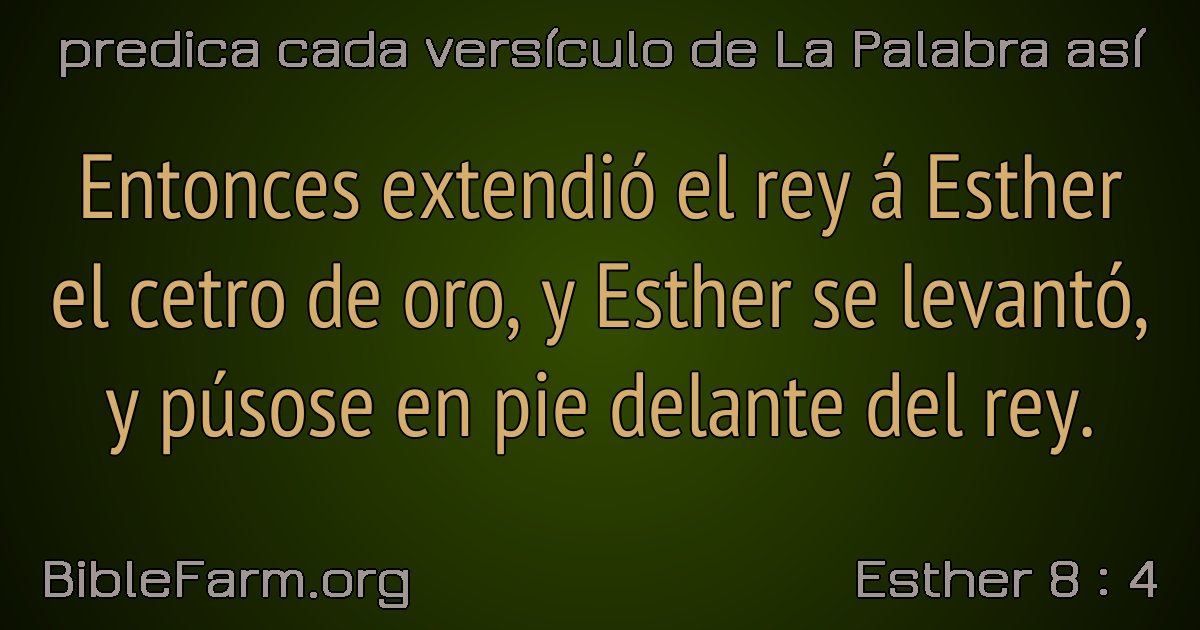 predica cada versículo de La Palabra así
Entonces extendió el rey á Esther
el cetro de oro, y Esther se levantó,
y púsose en pie delante del rey.
BibleFarm.org
Esther 8 : 4